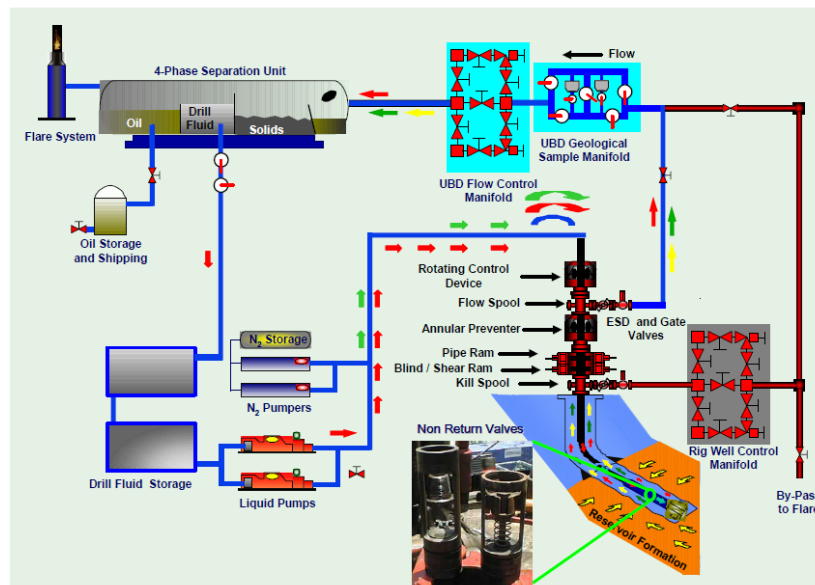 Flow
4-Phase Separation Unit
Flare System
Oil
Drill
Fluid
Solids
UBD Geological
Sample Manifold
UBD Flow Control
Manifold
Oil Storage
and Shipping
Rotating Control
Device
Flow Spool
ESD and Gate
Valves
Annular Preventer
N2 Storage
Pipe Ram
Blind / Shear Ram
Kill Spool
N2 Pumpers
Non Return Valves
Rig Well Control
Manifold
Drill Fluid Storage
Liquid Pumps
By-Pass
to Flare
Reservoir Formation